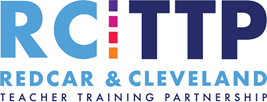 RC TTP
REDCAR & CLEVELAND
TEACHER TRAINING PARTNERSHIP